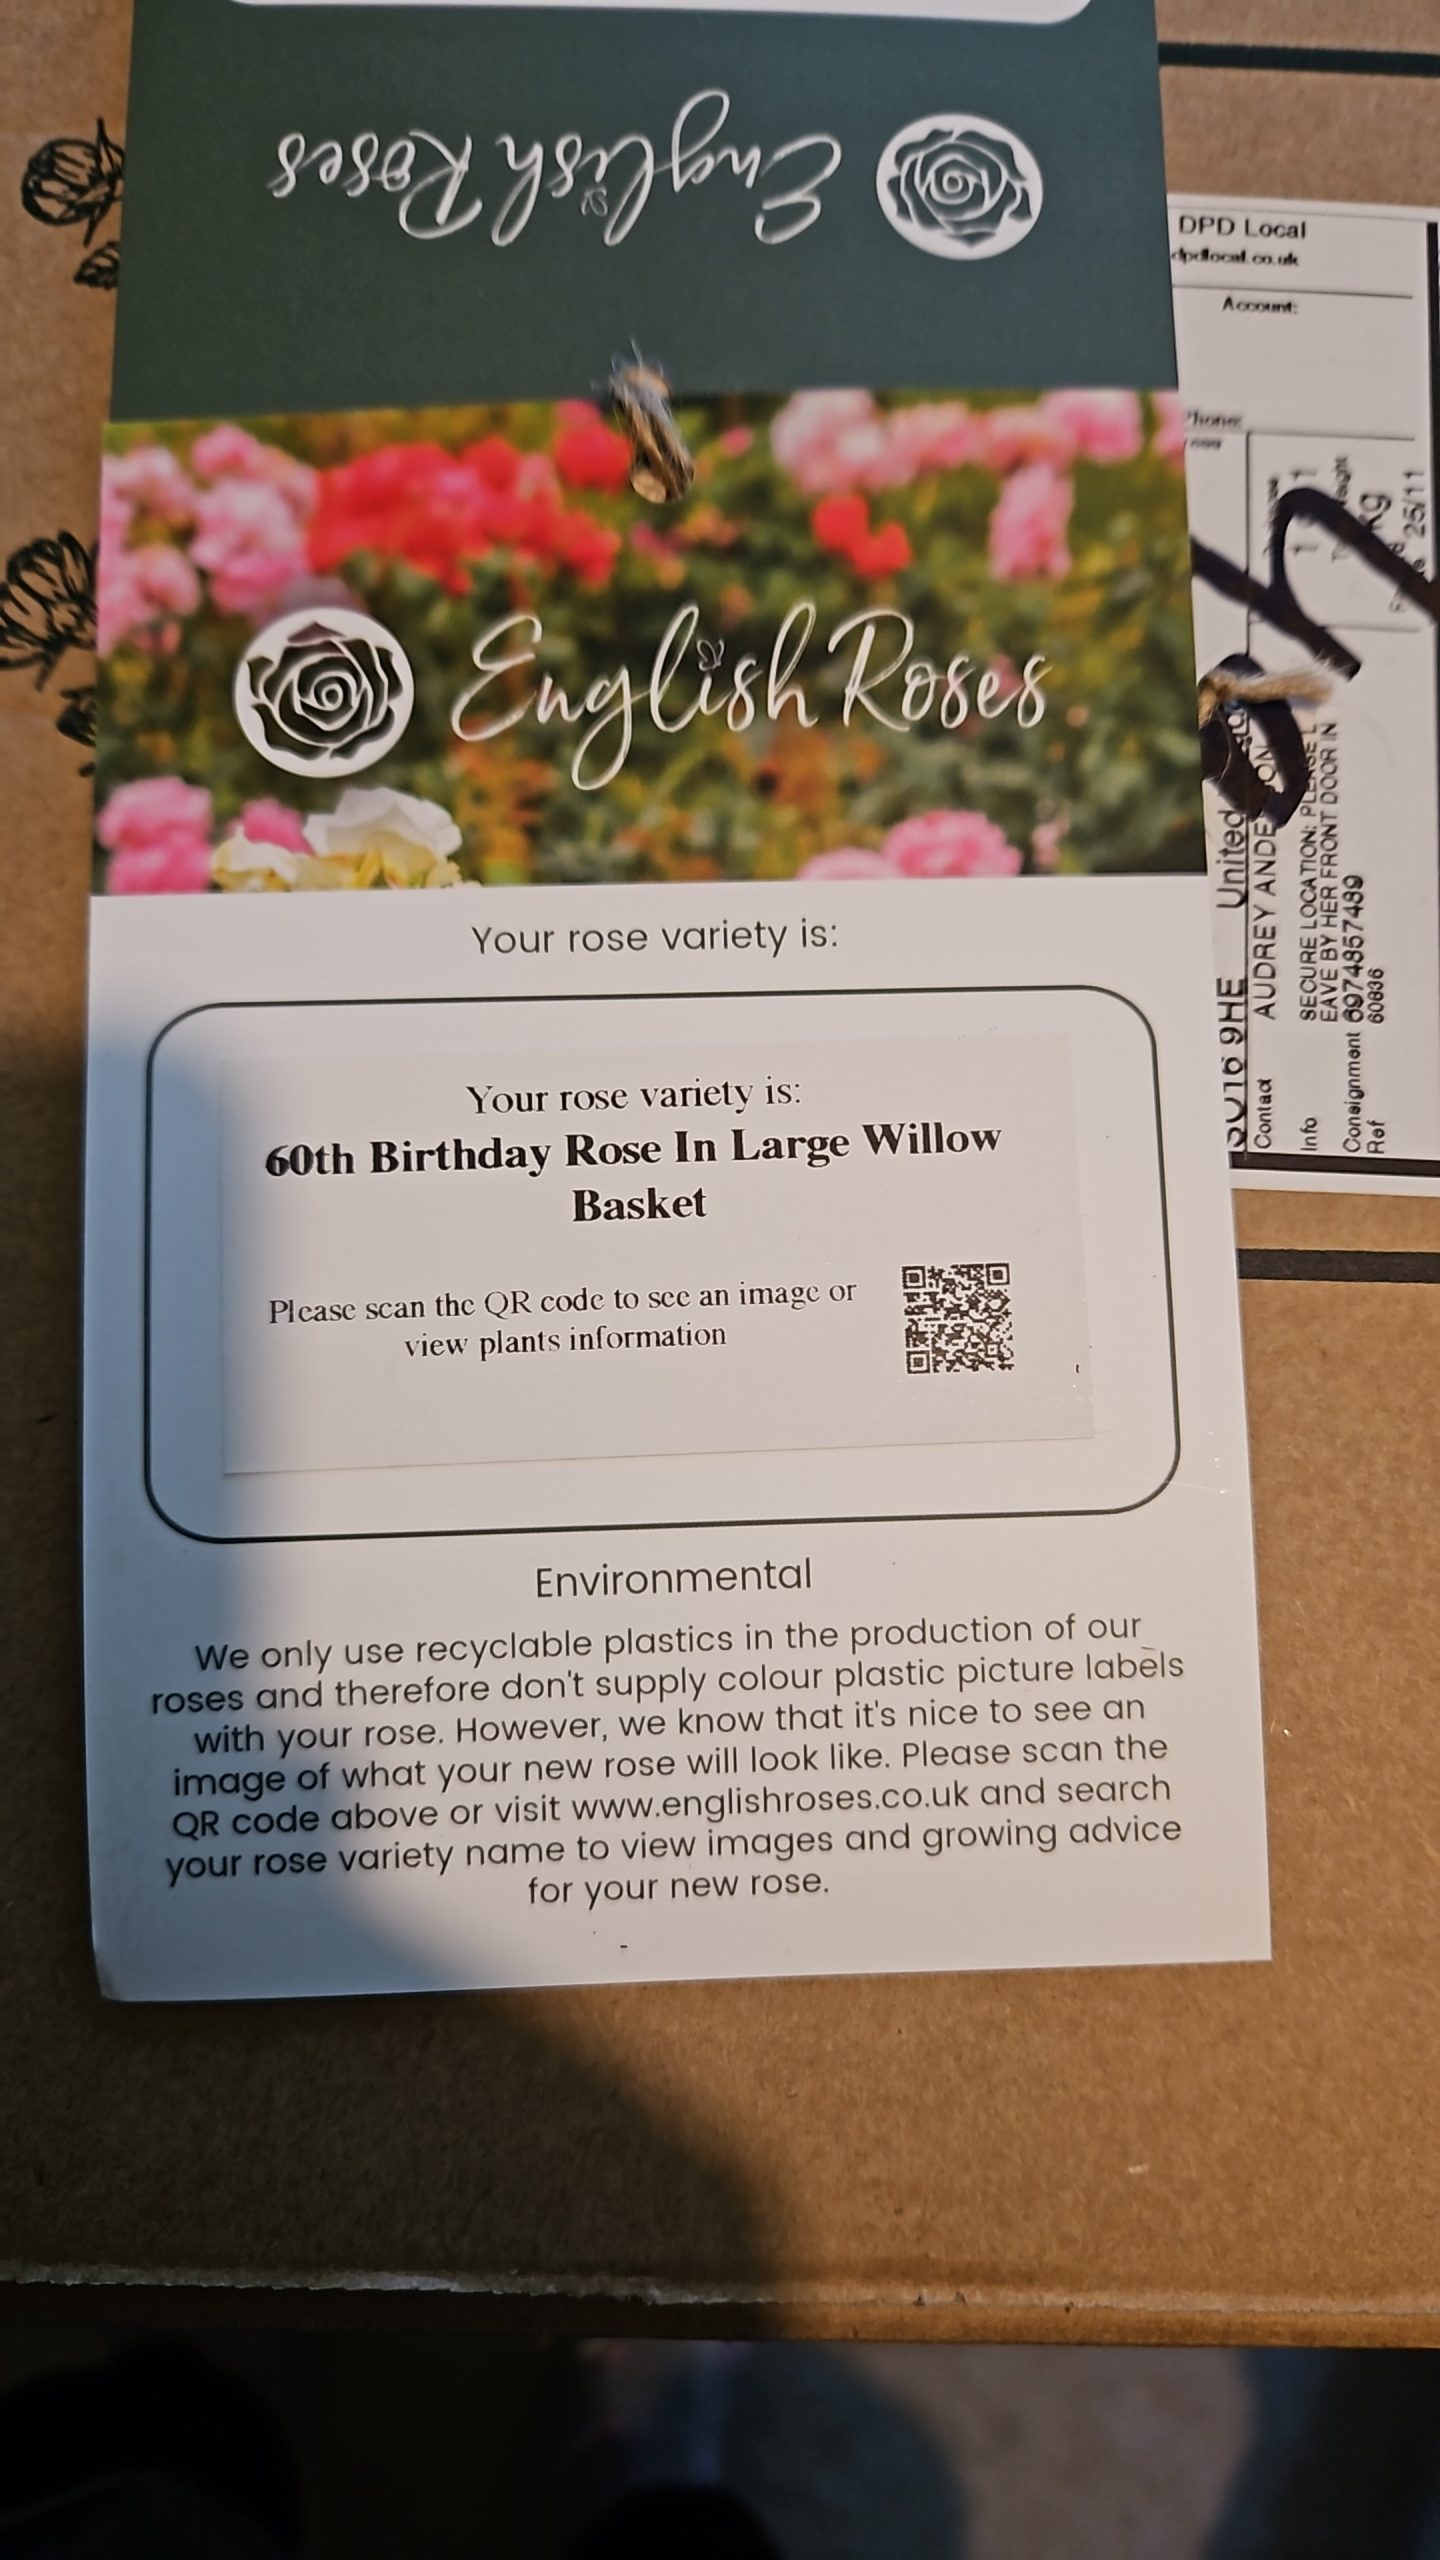 English Roses
English Roses
Your rose variety is:
Your rose variety is:
60th Birthday Rose In Large Willow
Basket
Please scan the QR code to see an image or
view plants information
Environmental
We only use recyclable plastics in the production of our
roses and therefore don't supply colour plastic picture labels
with your rose. However, we know that it's nice to see an
image of what your new rose will look like. Please scan the
QR code above or visit www.englishroses.co.uk and search
your rose variety name to view images and growing advice
for your new rose.
DPD Local
dpdlocal.co.uk
Account:
Phone:
9HE United
Contact AUDREY
Info SECURE LOCATION: PLEASE L
EAVE BY HER FRONT DOOR IN
Consignment 6974857489
Ref 60836
25/11